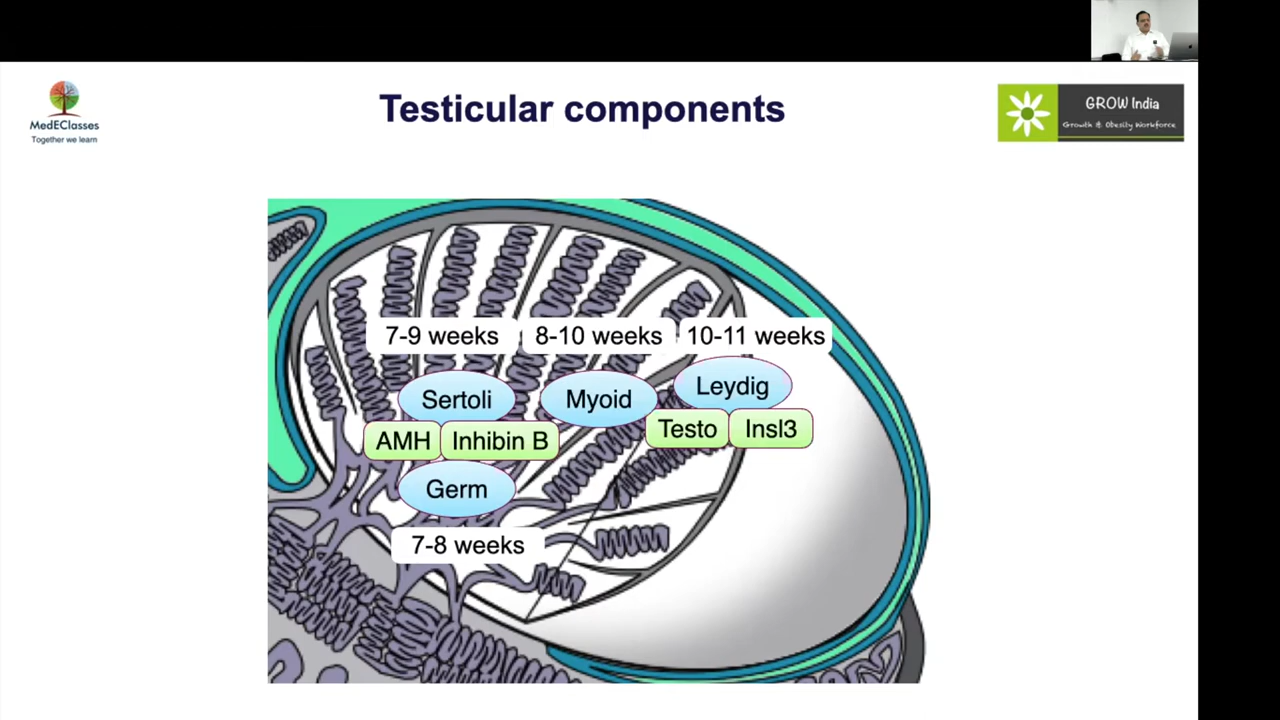 Testicular components
MedEClasses
Together we learn
GROW India
Growth & Obesity Workforce
7-9 weeks
8-10 weeks
10-11 weeks
Sertoli
Myoid
Leydig
AMH
Inhibin B
Testo
Insl3
Germ
7-8 weeks